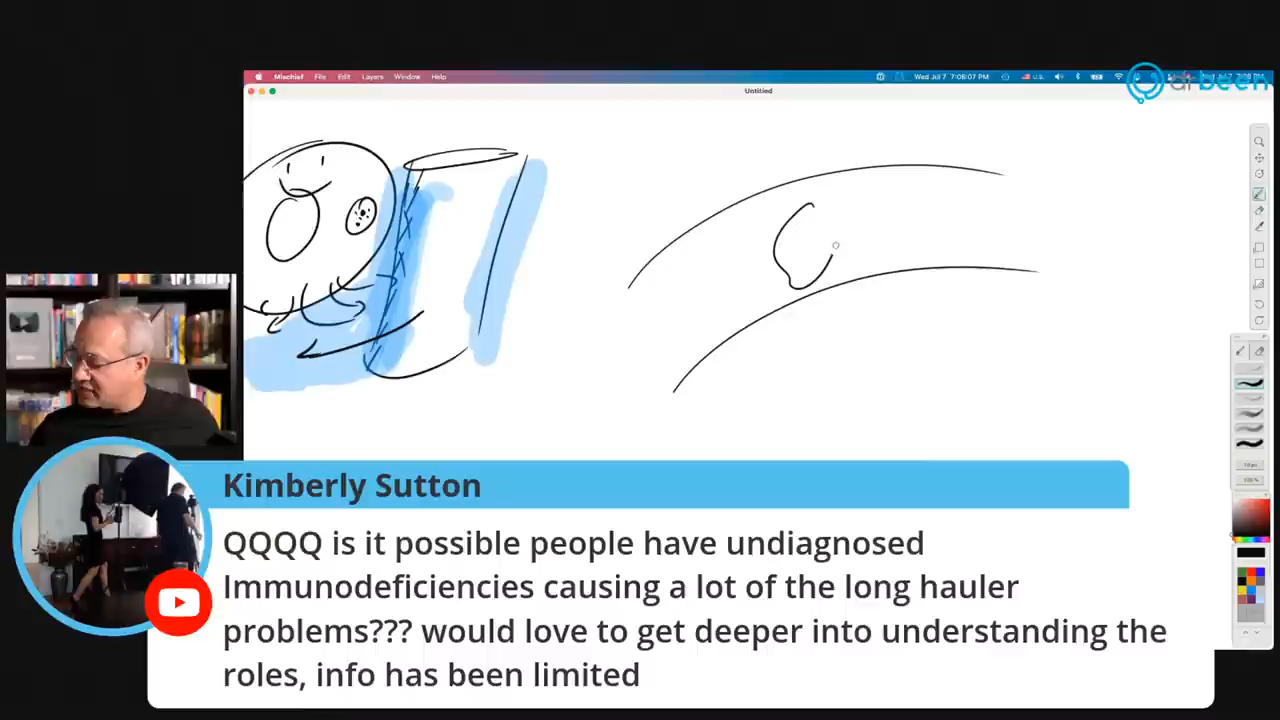 Mischief File Edit Layers Window Help
Wed Jul 7 7:06:07 PM
Untitled
drbeen
Kimberly Sutton
QQQQ is it possible people have undiagnosed
Immunodeficiencies causing a lot of the long hauler
problems??? would love to get deeper into understanding the
roles, info has been limited